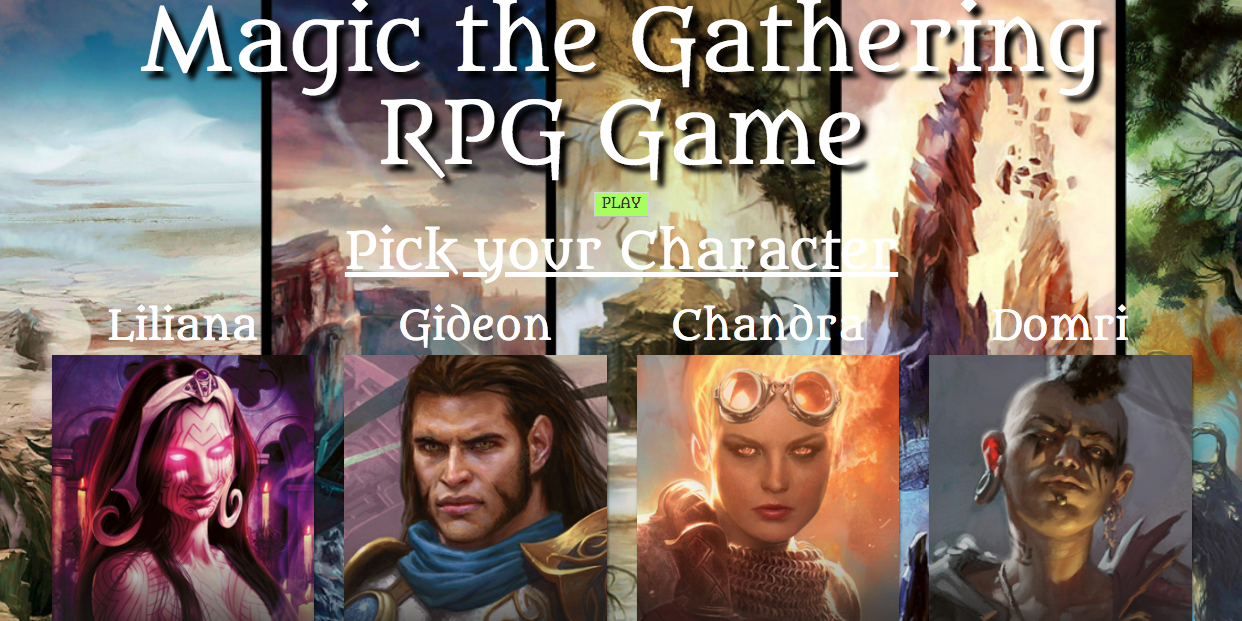 Magic the Gathering
RPG Game
PLAY
Pick your Character
Liliana Gideon Chandra Domri